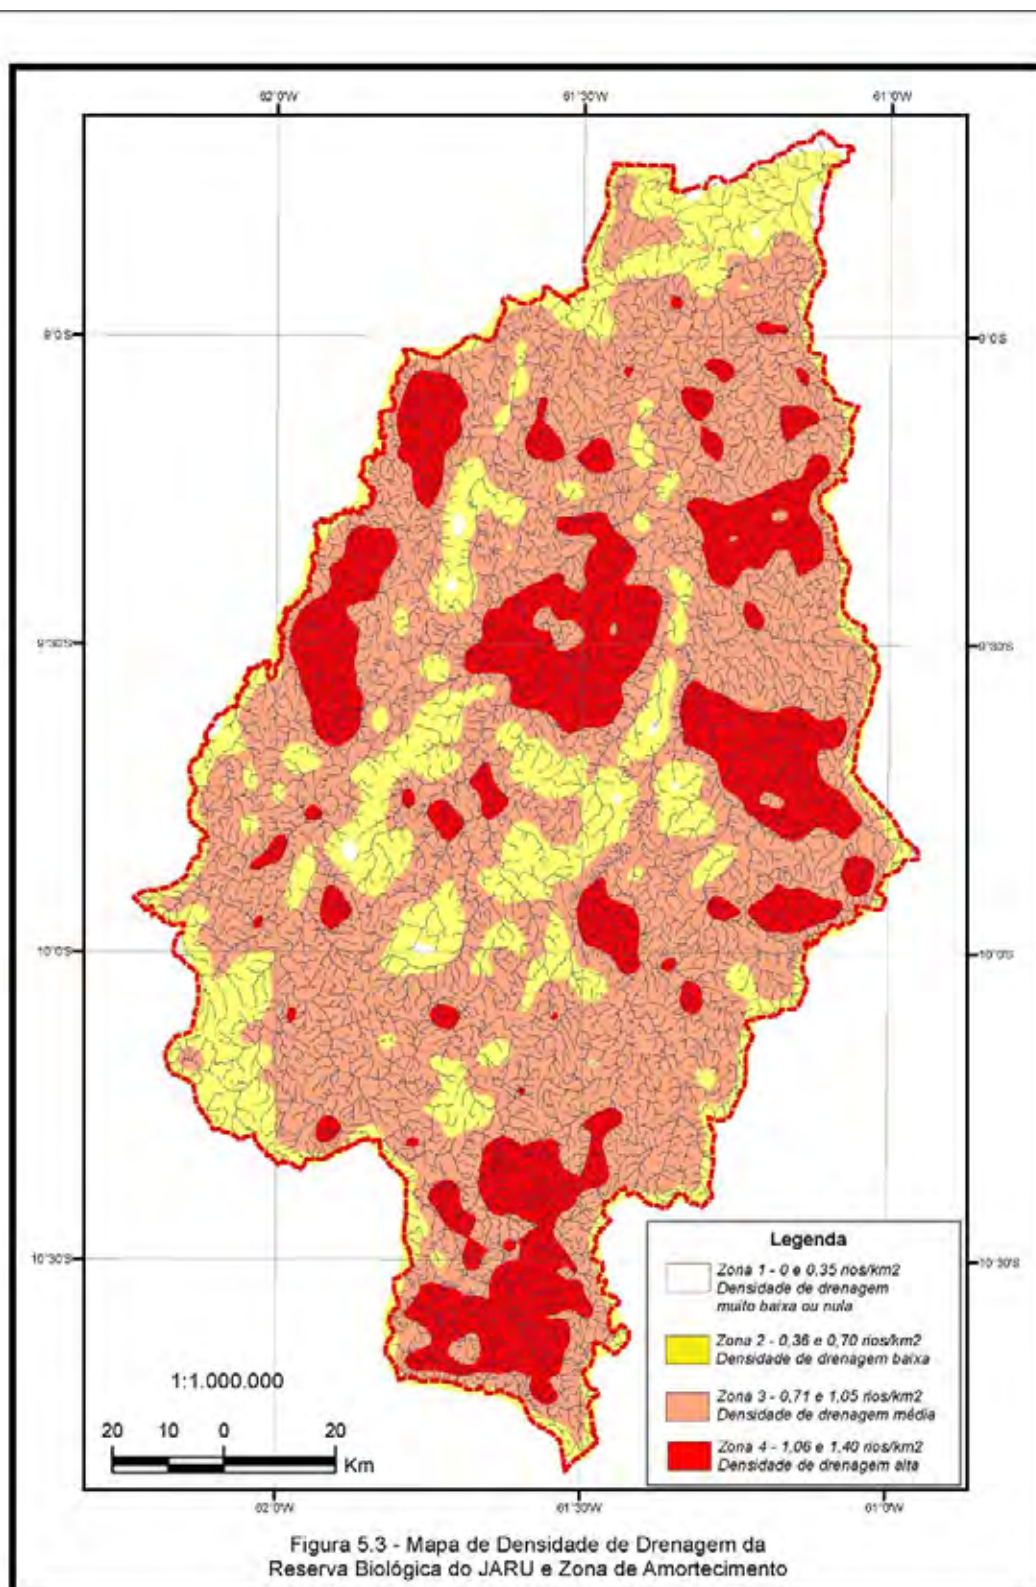 62°0'W 61°30'W 61°0'W
9°0'S 9°0'S
9°30'S 9°30'S
10°0'S 10°0'S
10°30'S 10°30'S
Legenda
Zona 1 - 0 e 0,35 rios/km2
Densidade de drenagem
muito baixa ou nula
Zona 2 - 0,36 e 0,70 rios/km2
Densidade de drenagem baixa
Zona 3 - 0,71 e 1,05 rios/km2
Densidade de drenagem média
Zona 4 - 1,06 e 1,40 rios/km2
Densidade de drenagem alta
1:1.000.000
20 10 0 20
Km
62°0'W 61°30'W 61°0'W
Figura 5.3 - Mapa de Densidade de Drenagem da
Reserva Biológica do JARU e Zona de Amortecimento